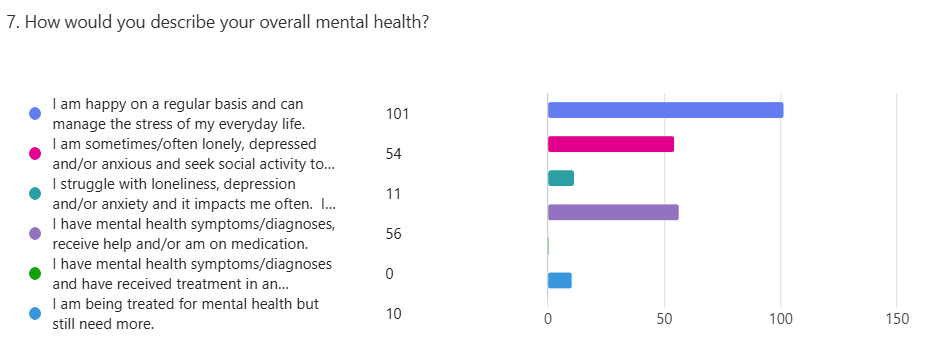 7. How would you describe your overall mental health?
I am happy on a regular basis and can
manage the stress of my everyday life.
101
I am sometimes/often lonely, depressed
and/or anxious and seek social activity to...
54
I struggle with loneliness, depression
and/or anxiety and it impacts me often.  I...
11
I have mental health symptoms/diagnoses,
receive help and/or am on medication.
56
I have mental health symptoms/diagnoses
and have received treatment in an...
0
I am being treated for mental health but
still need more.
10
0 50 100 150